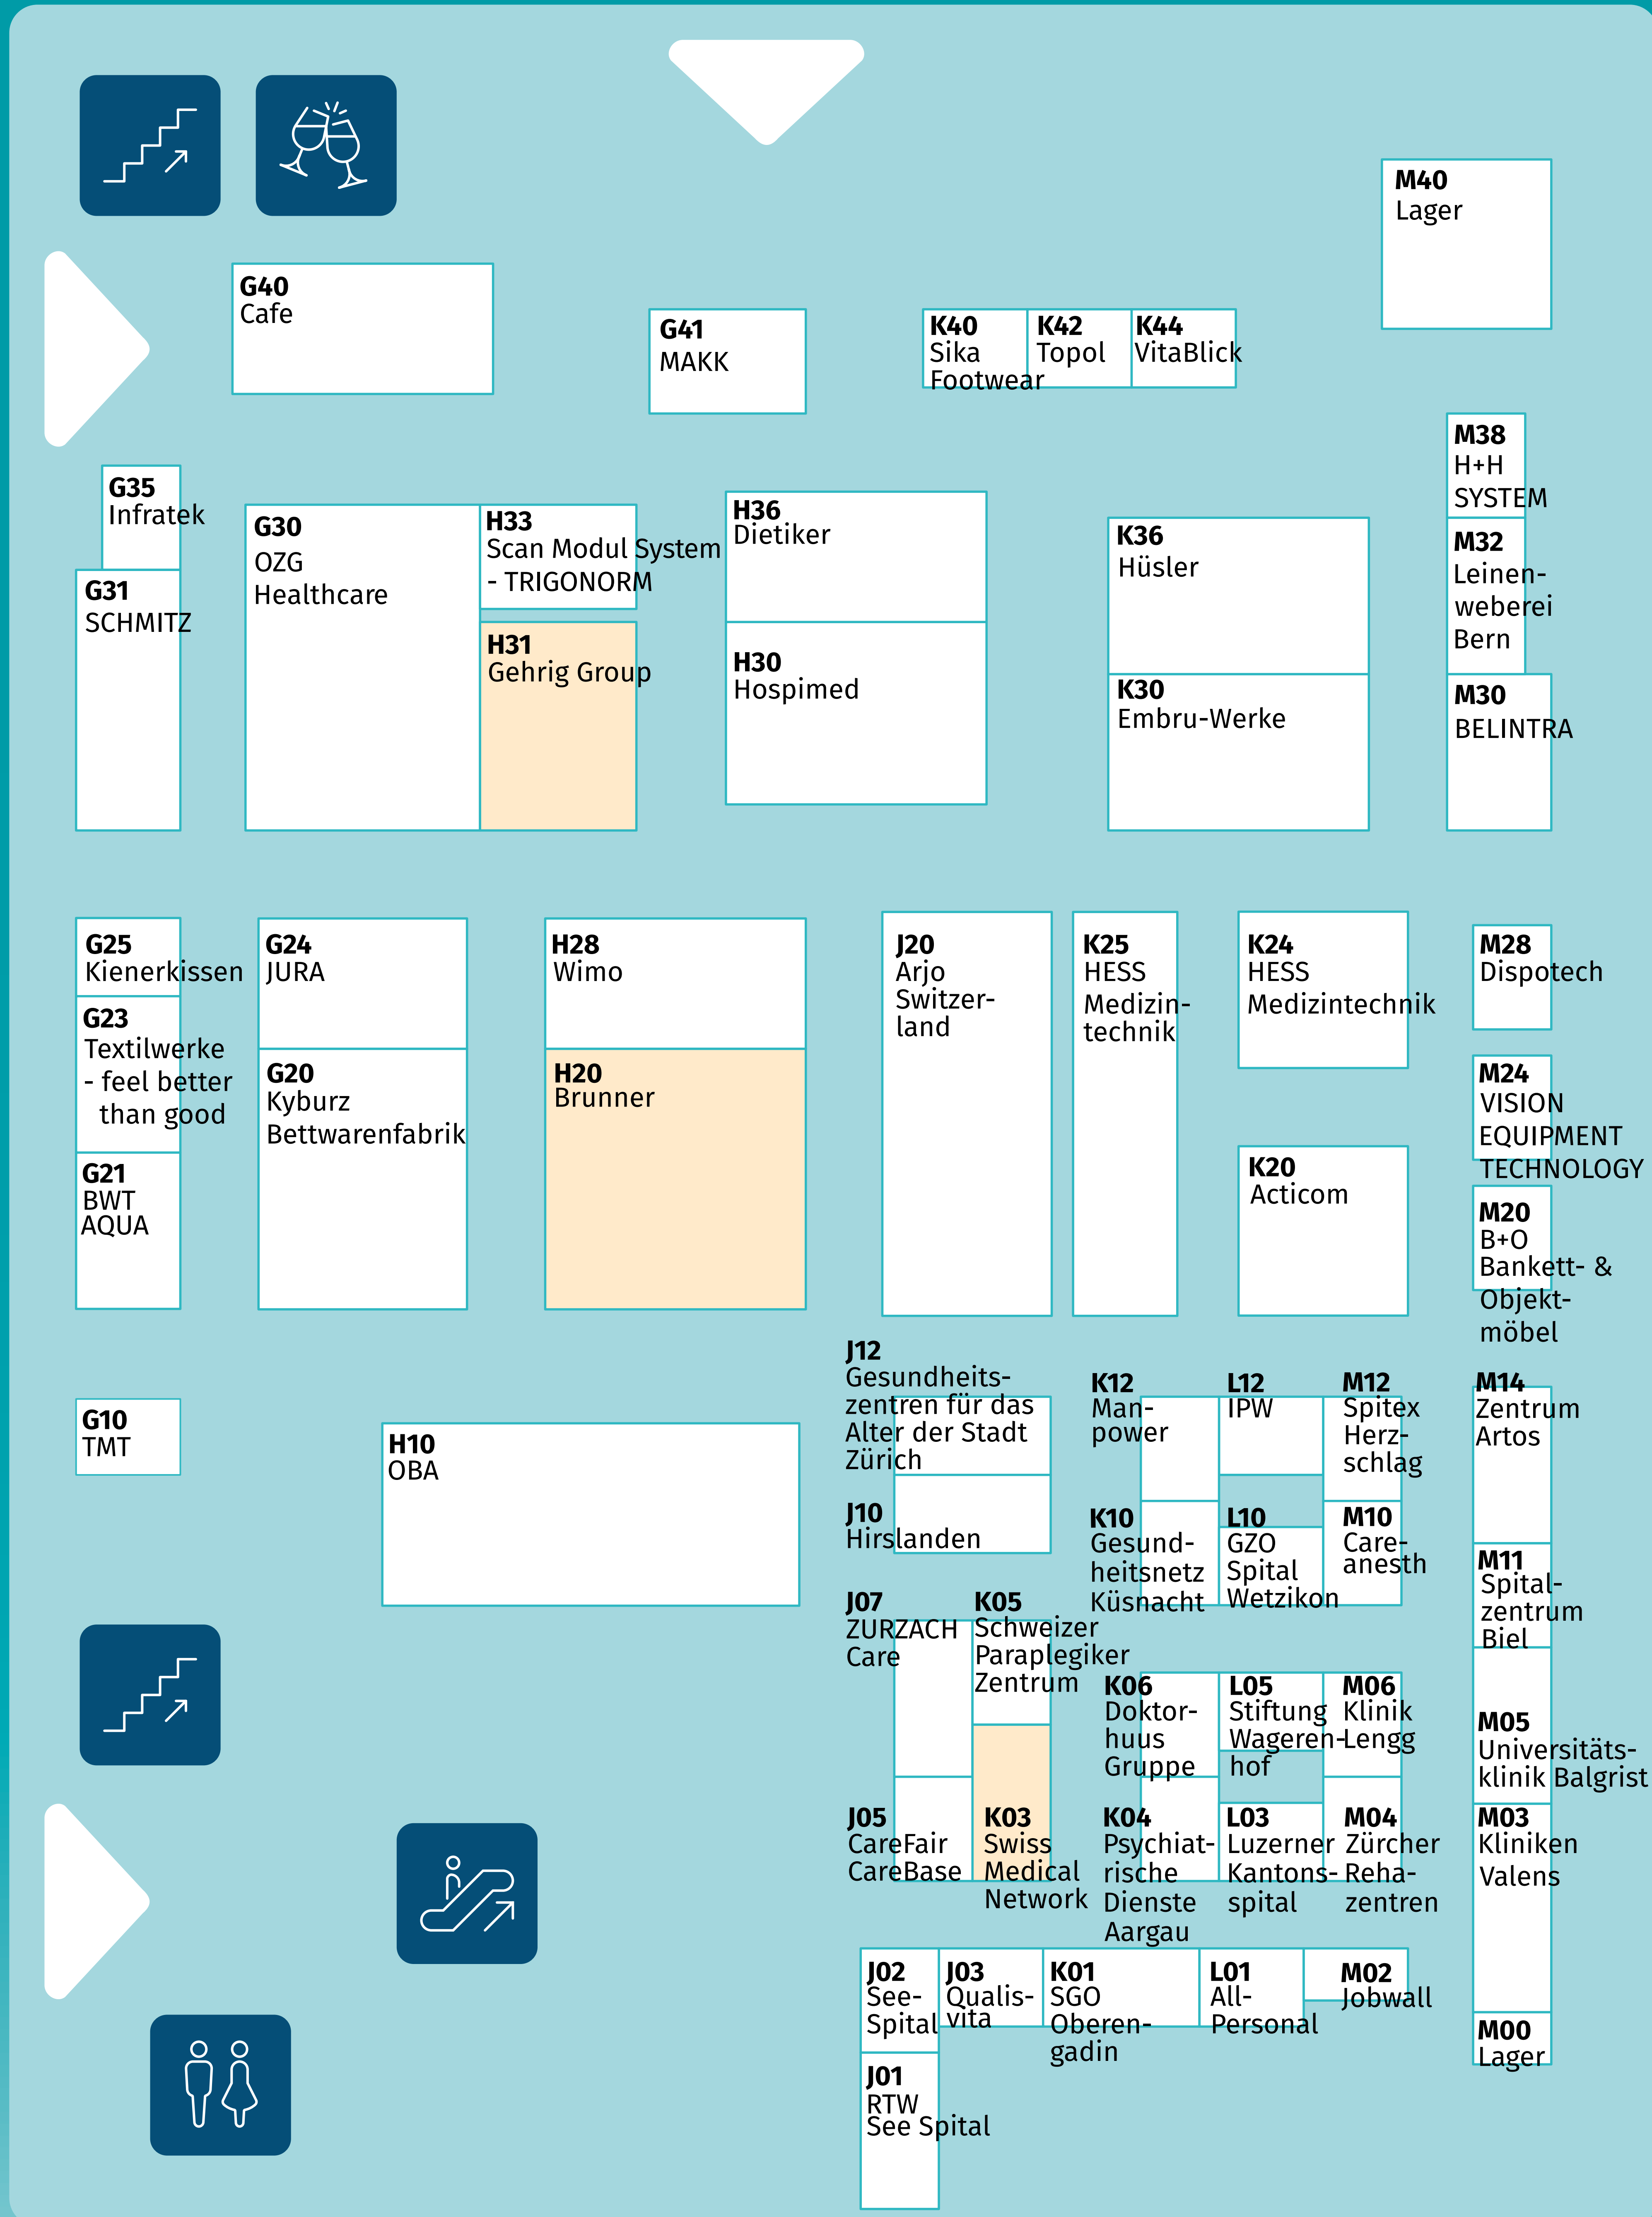 M40
Lager
G40
Cafe
G41
MAKK
K40
Sika
Footwear
K42
Topol
K44
VitaBlick
M38
H+H
SYSTEM
G35
Infratek
G30
OZG
Healthcare
H33
Scan Modul System
- TRIGONORM
H36
Dietiker
K36
Hüsler
M32
Leinen-
weberei
Bern
G31
SCHMITZ
H31
Gehrig Group
H30
Hospimed
K30
Embru-Werke
M30
BELINTRA
G25
Kienerkissen
G24
JURA
H28
Wimo
J20
Arjo
Switzer-
land
K25
HESS
Medizin-
technik
K24
HESS
Medizintechnik
M28
Dispotech
G23
Textilwerke
- feel better
than good
G20
Kyburz
Bettwarenfabrik
H20
Brunner
M24
VISION
EQUIPMENT
TECHNOLOGY
G21
BWT
AQUA
K20
Acticom
M20
B+O
Bankett- &
Objekt-
möbel
J12
Gesundheits-
zentren für das
Alter der Stadt
Zürich
K12
Man-
power
L12
IPW
M12
Spitex
Herz-
schlag
M14
Zentrum
Artos
G10
TMT
H10
OBA
J10
Hirslanden
K10
Gesund-
heitsnetz
Küsnacht
L10
GZO
Spital
Wetzikon
M10
Care-
anesth
M11
Spital-
zentrum
Biel
J07
ZURZACH
Care
K05
Schweizer
Paraplegiker
Zentrum
K06
Doktor-
huus
Gruppe
L05
Stiftung
Wageren-
hof
M06
Klinik
Lengg
M05
Universitäts-
klinik Balgrist
J05
CareFair
CareBase
K03
Swiss
Medical
Network
K04
Psychiat-
rische
Dienste
Aargau
L03
Luzerner
Kantons-
spital
M04
Zürcher
Reha-
zentren
M03
Kliniken
Valens
J02
See-
Spital
J03
Qualis-
vita
K01
SGO
Oberen-
gadin
L01
All-
Personal
M02
Jobwall
M00
Lager
J01
RTW
See Spital